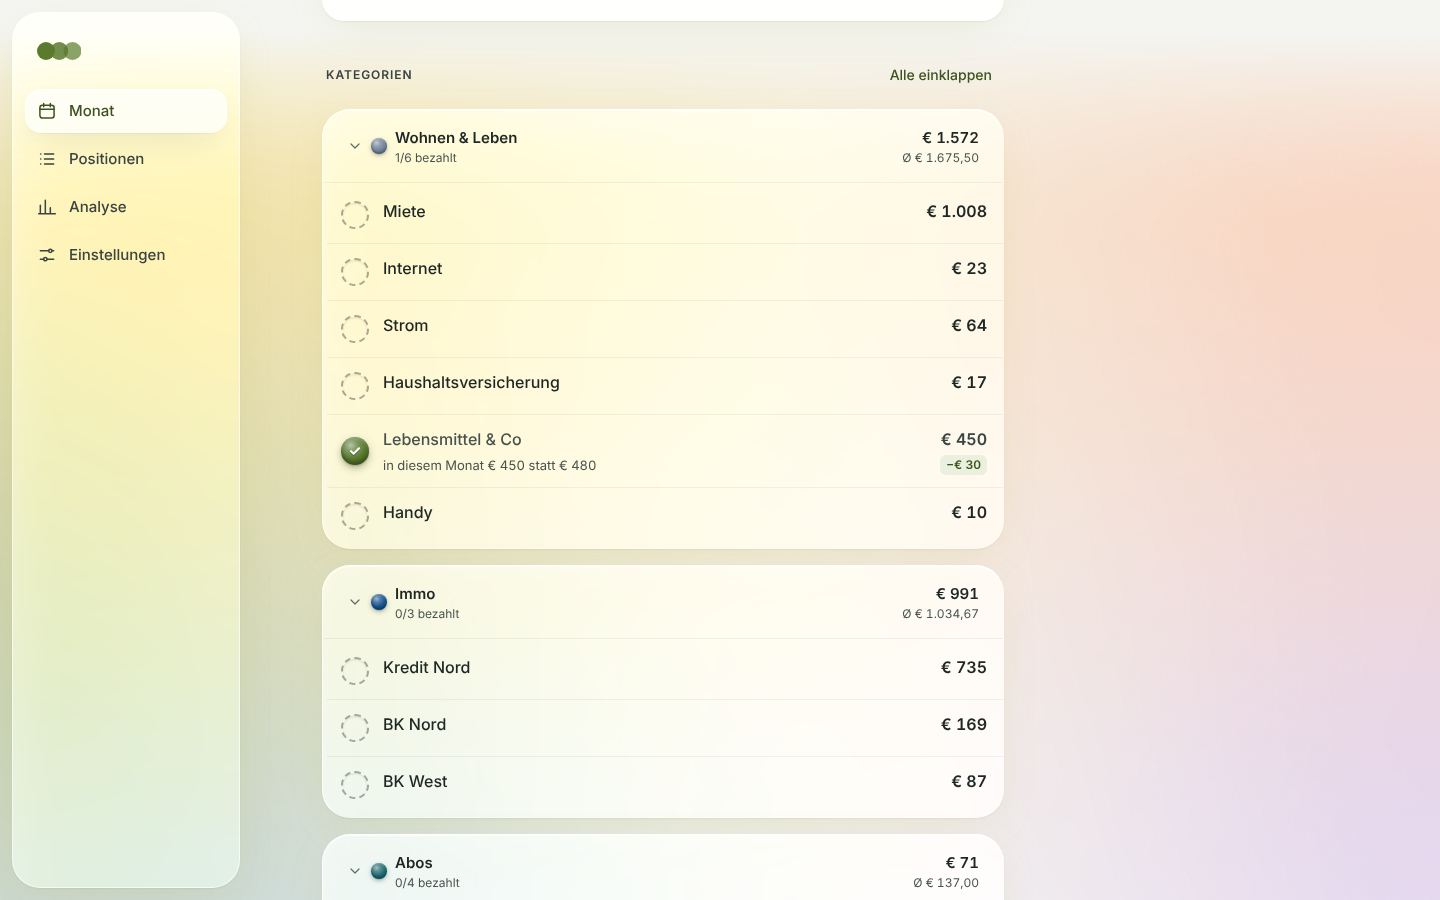 Monat
Positionen
Analyse
Einstellungen
KATEGORIEN
Alle einklappen
Wohnen & Leben
€ 1.572
1/6 bezahlt
Ø € 1.675,50
Miete
€ 1.008
Internet
€ 23
Strom
€ 64
Haushaltsversicherung
€ 17
Lebensmittel & Co
€ 450
in diesem Monat € 450 statt € 480
−€ 30
Handy
€ 10
Immo
€ 991
0/3 bezahlt
Ø € 1.034,67
Kredit Nord
€ 735
BK Nord
€ 169
BK West
€ 87
Abos
€ 71
0/4 bezahlt
Ø € 137,00